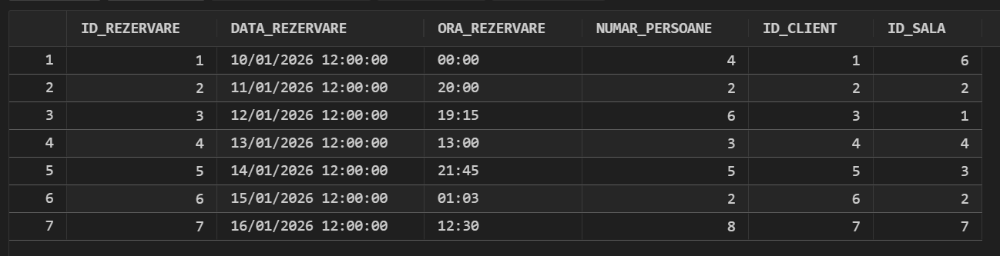 ID_REZERVARE DATA_REZERVARE ORA_REZERVARE NUMAR_PERSOANE ID_CLIENT ID_SALA
1 1 10/01/2026 12:00:00 00:00 4 1 6
2 2 11/01/2026 12:00:00 20:00 2 2 2
3 3 12/01/2026 12:00:00 19:15 6 3 1
4 4 13/01/2026 12:00:00 13:00 3 4 4
5 5 14/01/2026 12:00:00 21:45 5 5 3
6 6 15/01/2026 12:00:00 01:03 2 6 2
7 7 16/01/2026 12:00:00 12:30 8 7 7